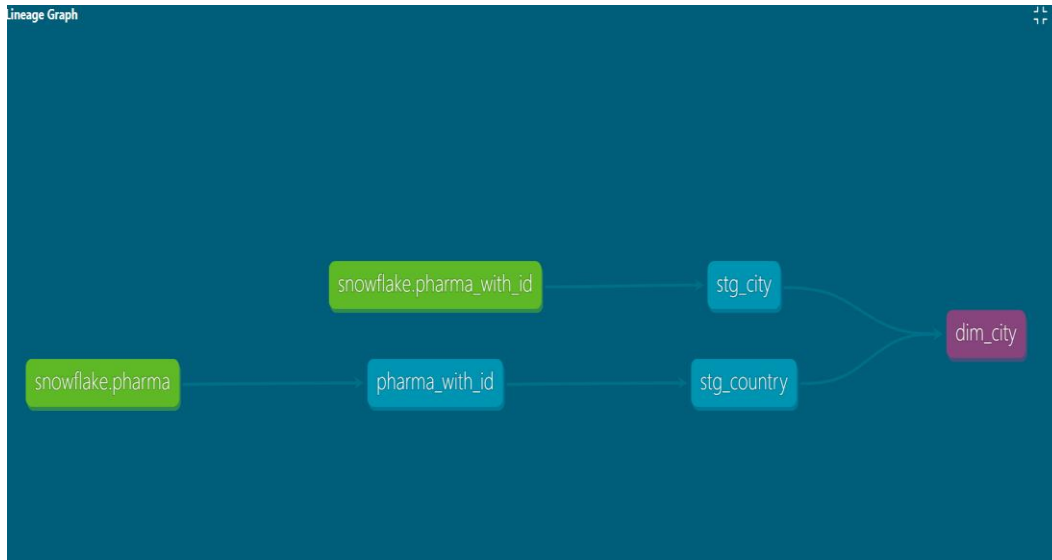 Lineage Graph
snowflake.pharma_with_id
stg_city
dim_city
snowflake.pharma
pharma_with_id
stg_country